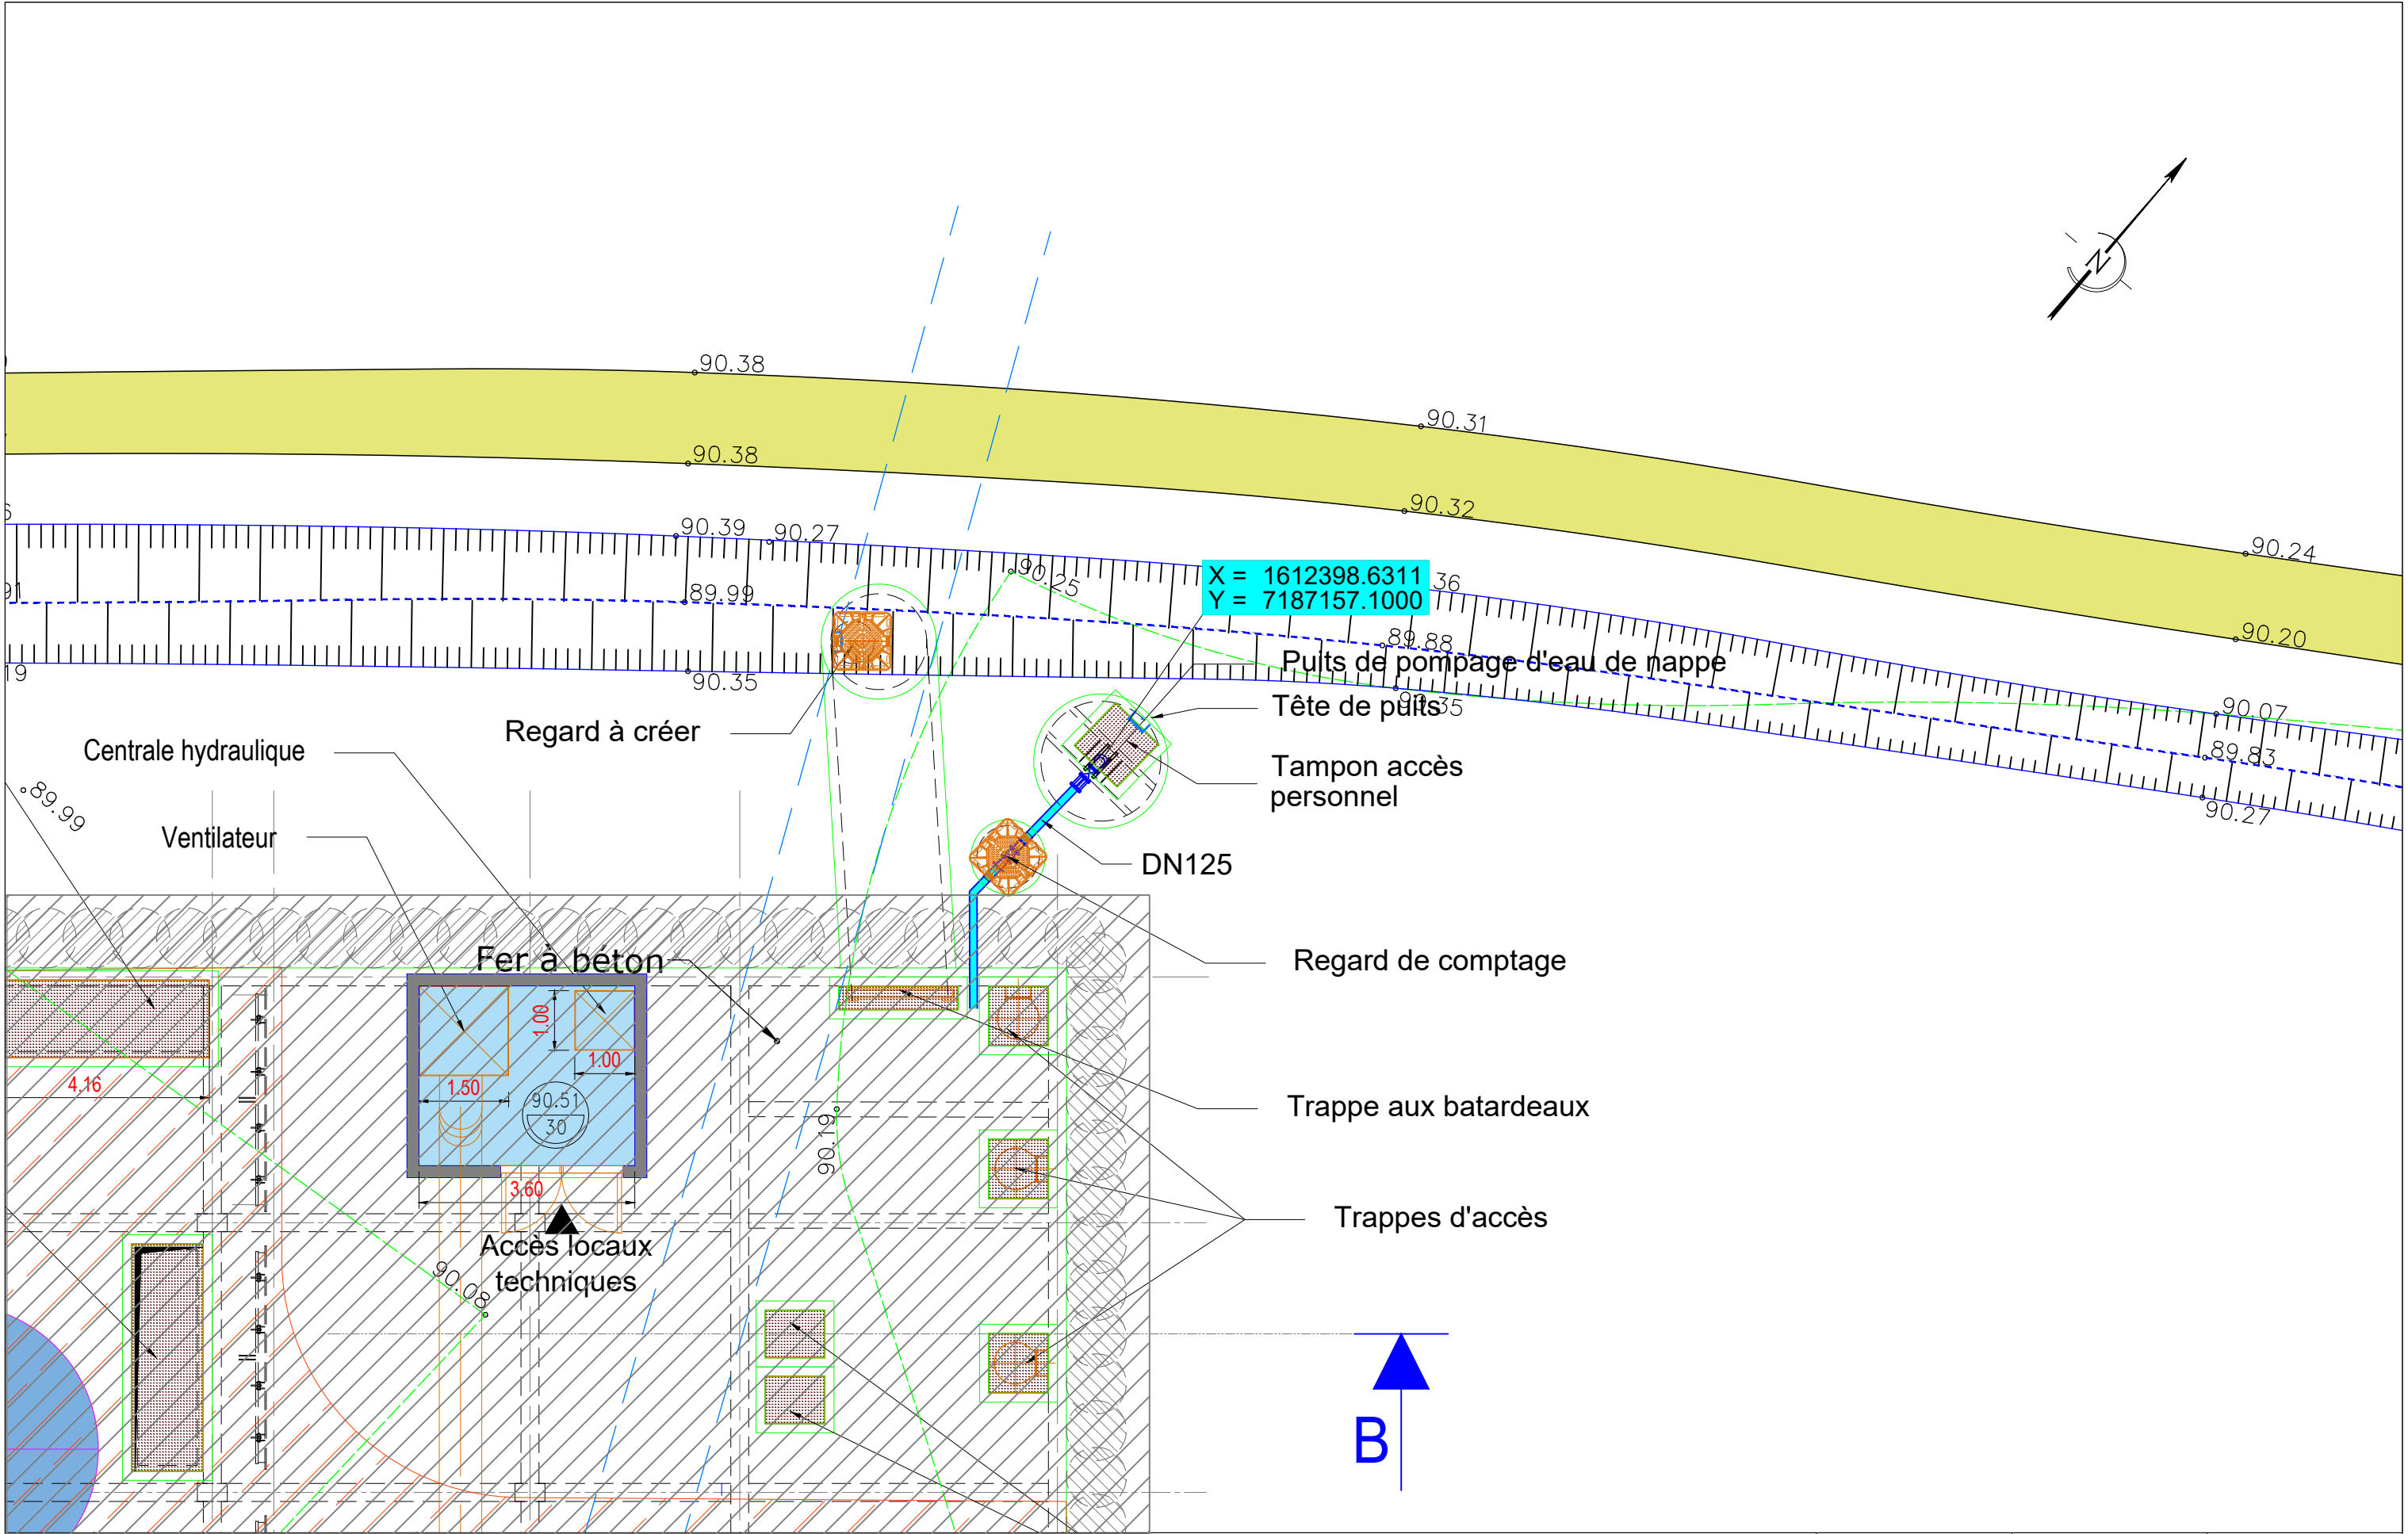 N
90.38
90.31
90.38
90.32
90.24
90.39
90.27
90.25
X = 1612398.6311
Y = 7187157.1000
36
91
89.99
89.88
90.20
Puits de pompage d'eau de nappe
19
90.35
90.35
Tête de puits
90.07
Regard à créer
Centrale hydraulique
89.83
Tampon accès
personnel
89.99
90.27
Ventilateur
DN125
Fer à béton
Regard de comptage
1.00
1.00
4.16
1.50
90.51
30
Trappe aux batardeaux
90.19
3.60
Trappes d'accès
Accès locaux
techniques
90.08
B